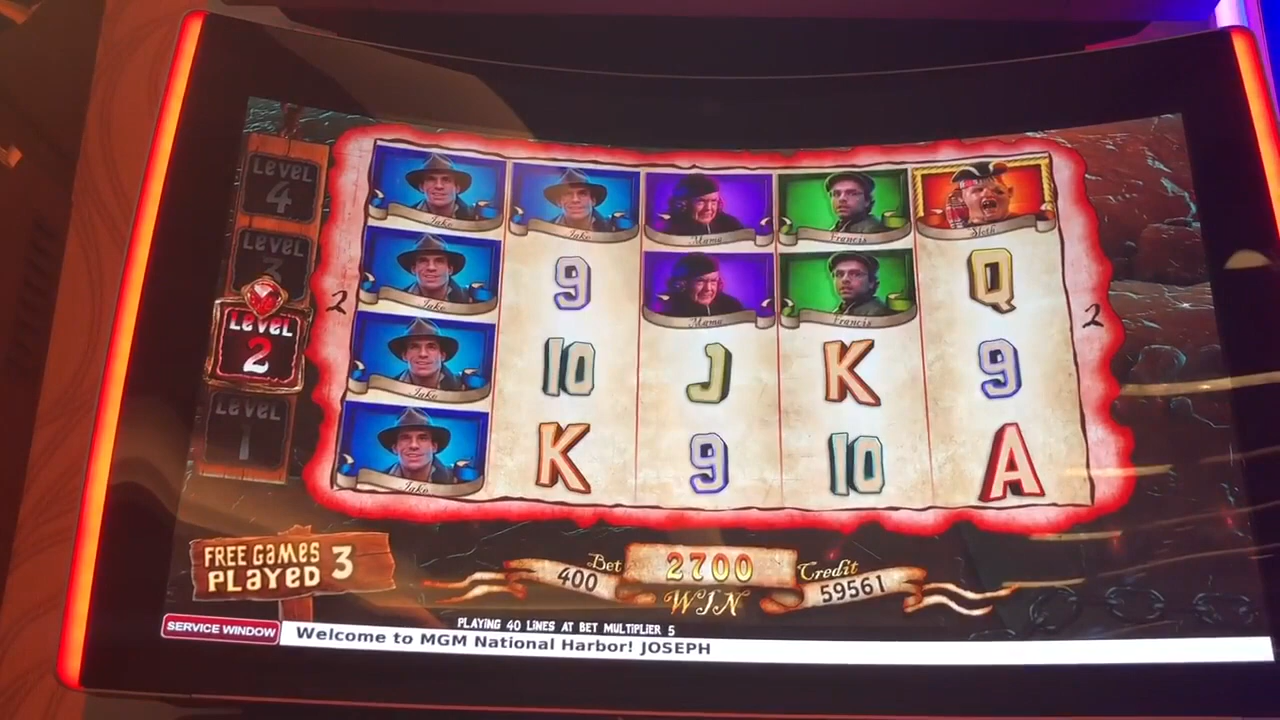 LEVEL
4
LEVEL
3
LEVEL
2
LEVEL
1
2
2
Jake
Jake
Mama
Francis
Sloth
Jake
9
Mama
Francis
Q
Jake
10
J
K
9
Jake
K
9
10
A
FREE GAMES
PLAYED 3
Bet
400
2700
WIN
Credit
59561
PLAYING 40 LINES AT BET MULTIPLIER 5
SERVICE WINDOW
Welcome to MGM National Harbor! JOSEPH